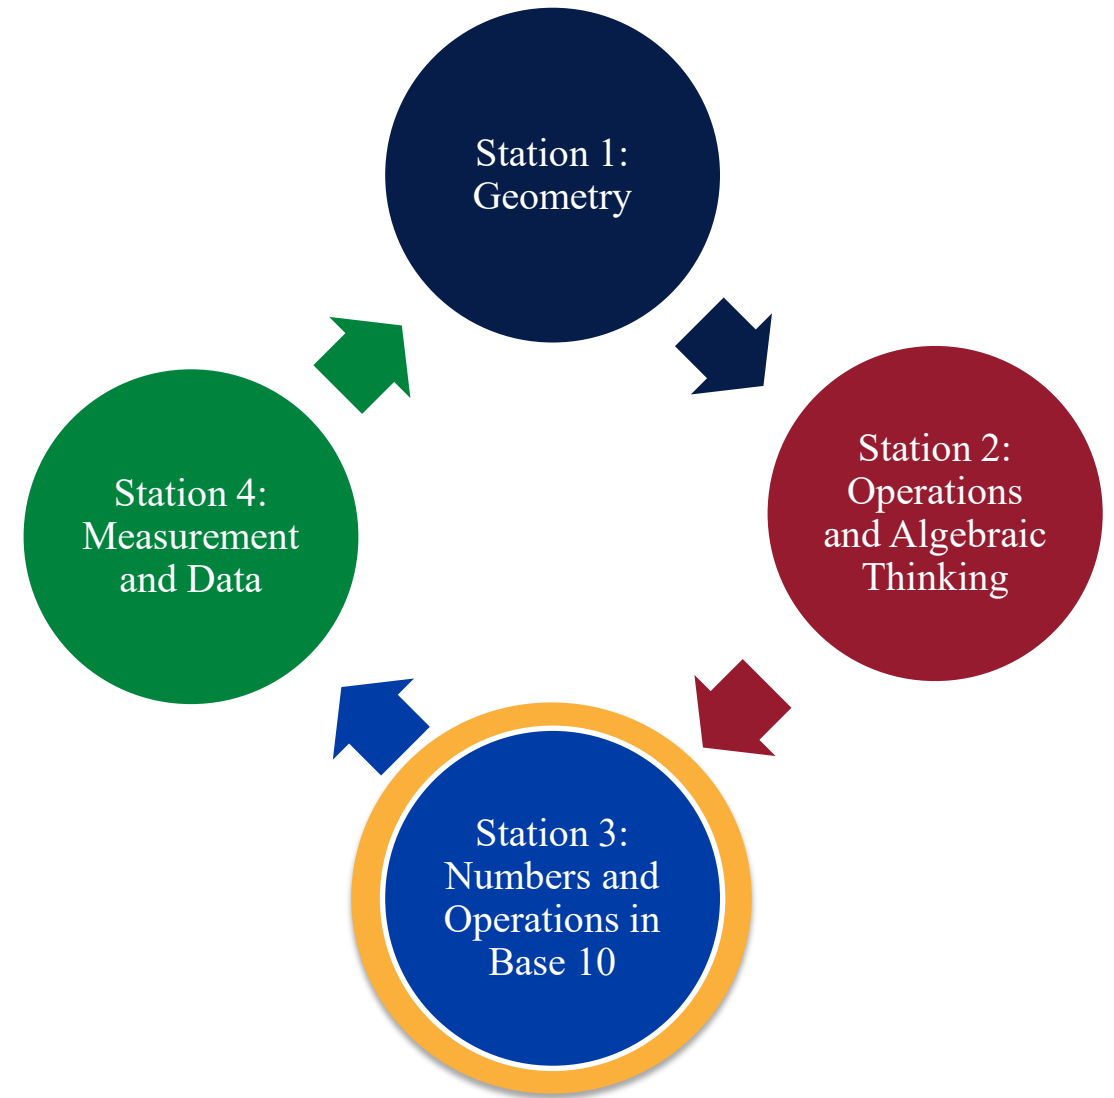 Station 1:
Geometry
Station 2:
Operations
and Algebraic
Thinking
Station 3:
Numbers and
Operations in
Base 10
Station 4:
Measurement
and Data